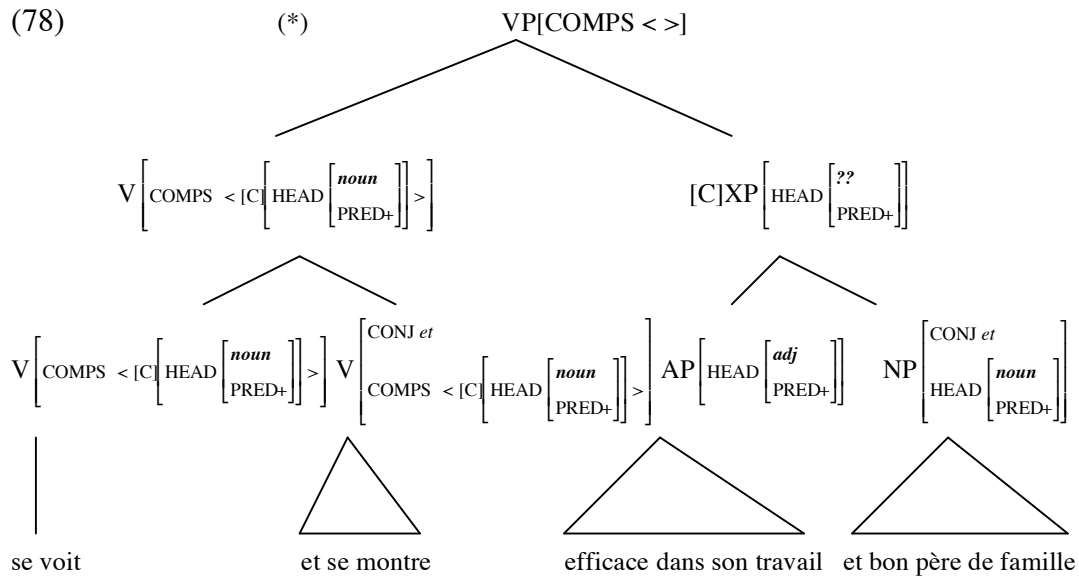 (78) (*) VP[COMPS < >]
V[COMPS < [C][HEAD [noun PRED+]] >] [C]XP[HEAD [?? PRED+]]
V[COMPS < [C][HEAD [noun PRED+]] >] V[CONJ et COMPS < [C][HEAD [noun PRED+]] >] AP[HEAD [adj PRED+]] NP[CONJ et HEAD [noun PRED+]]
se voit et se montre efficace dans son travail et bon père de famille